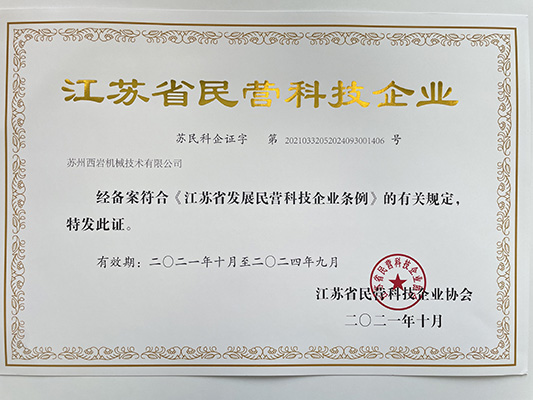 江苏省民营科技企业
苏民科企证字 第 20210332052024093001406 号
苏州西岩机械技术有限公司
经备案符合《江苏省发展民营科技企业条例》的有关规定，
特发此证。
有效期：二〇二一年十月至二〇二四年九月
江苏省民营科技企业协会
二〇二一年十月